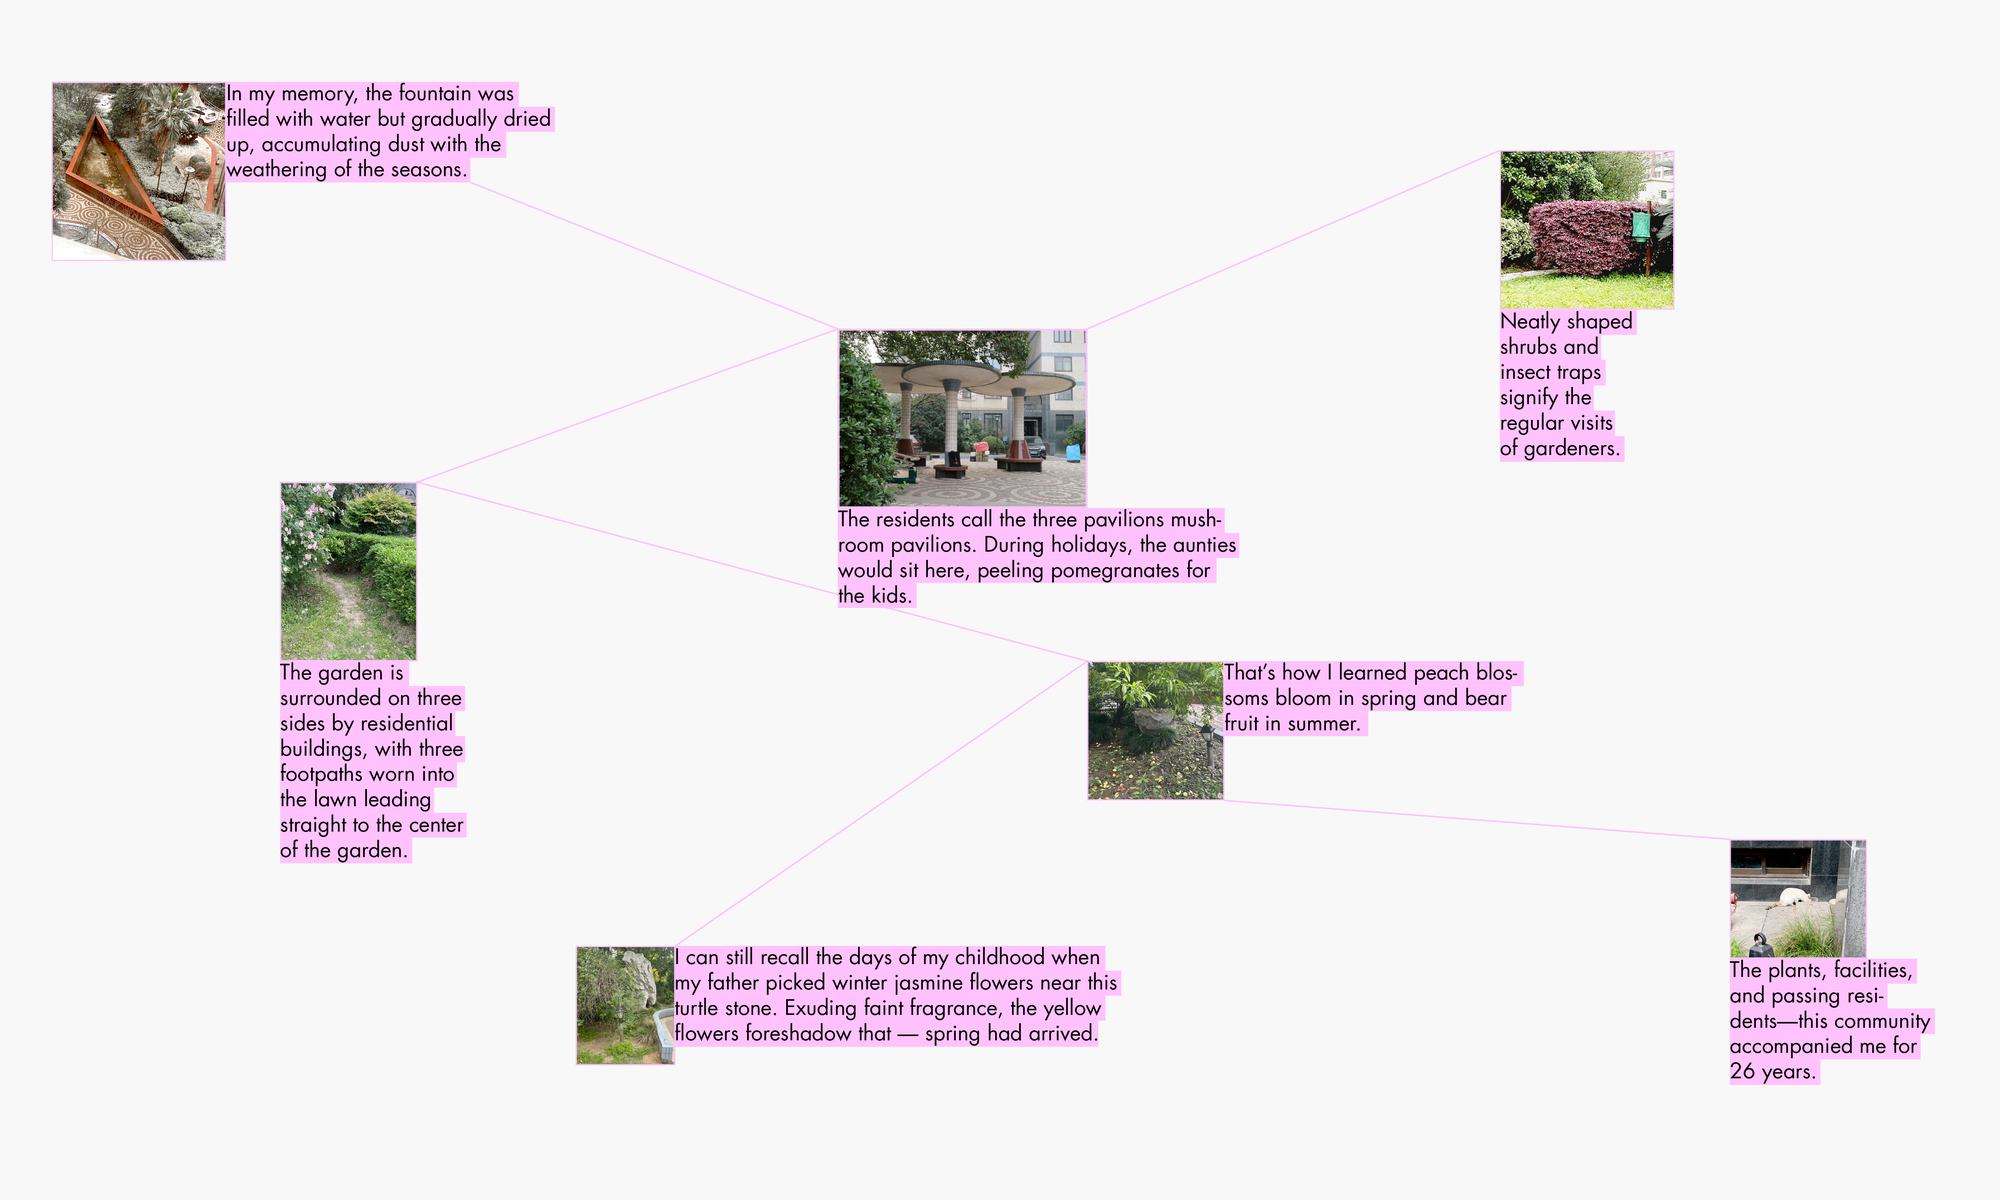 In my memory, the fountain was
filled with water but gradually dried
up, accumulating dust with the
weathering of the seasons.
Neatly shaped
shrubs and
insect traps
signify the
regular visits
of gardeners.
The residents call the three pavilions mush-
room pavilions. During holidays, the aunties
would sit here, peeling pomegranates for
the kids.
The garden is
surrounded on three
sides by residential
buildings, with three
footpaths worn into
the lawn leading
straight to the center
of the garden.
That’s how I learned peach blos-
soms bloom in spring and bear
fruit in summer.
I can still recall the days of my childhood when
my father picked winter jasmine flowers near this
turtle stone. Exuding faint fragrance, the yellow
flowers foreshadow that — spring had arrived.
The plants, facilities,
and passing resi-
dents—this community
accompanied me for
26 years.